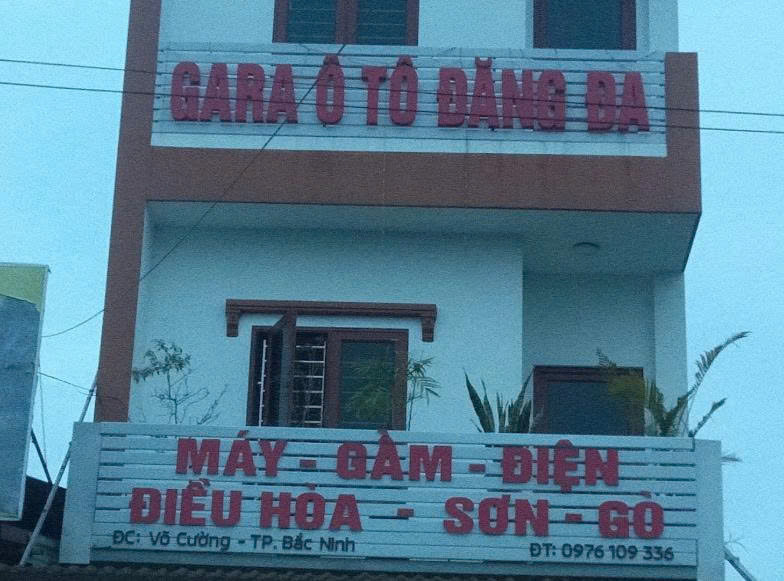 GARA Ô TÔ ĐĂNG ĐA
MÁY - GẦM - ĐIỆN
ĐIỀU HÒA - SƠN - GÒ
ĐC: Võ Cường - TP. Bắc Ninh ĐT: 0976 109 336